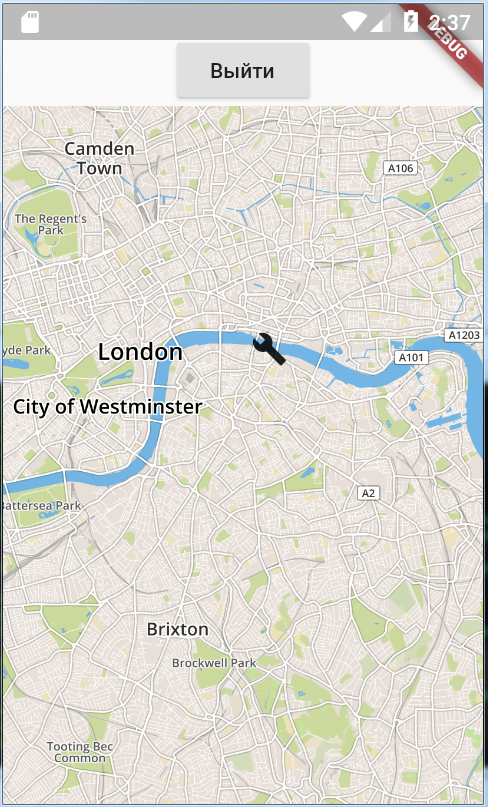 2:37
DEBUG
Выйти
Camden
Town
A106
The Regent's
Park
A1203
yde Park
London
A101
City of Westminster
A2
Battersea Park
Brixton
Brockwell Park
Tooting Bec
Common